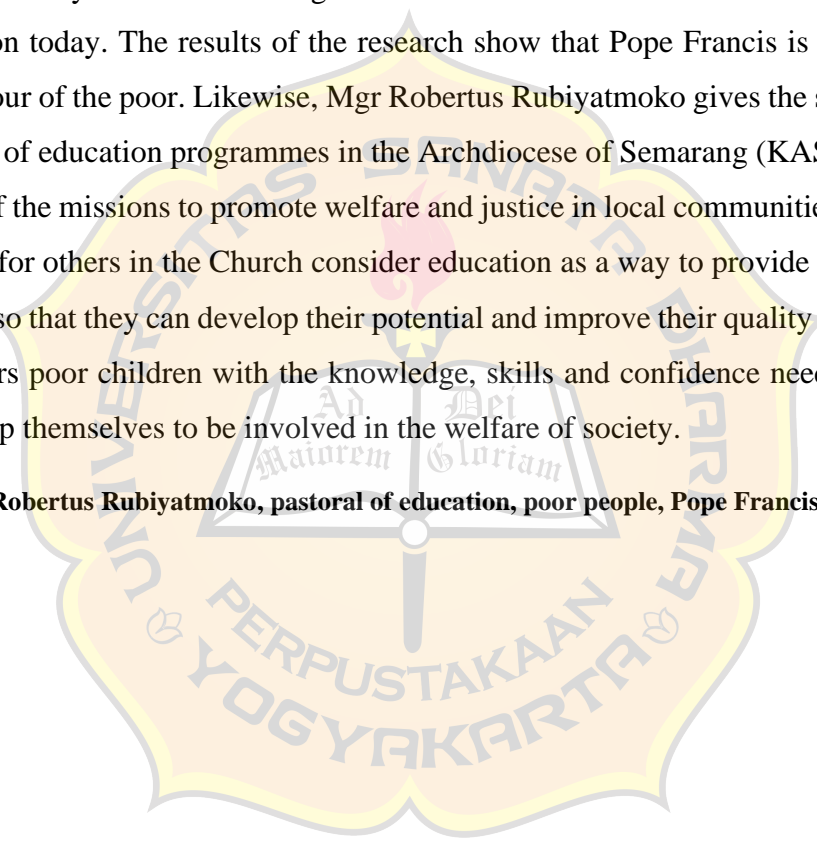 on today. The results of the research show that Pope Francis is
our of the poor. Likewise, Mgr Robertus Rubiyatmoko gives the s
of education programmes in the Archdiocese of Semarang (KAS
f the missions to promote welfare and justice in local communitie
for others in the Church consider education as a way to provide
so that they can develop their potential and improve their quality
rs poor children with the knowledge, skills and confidence nee
p themselves to be involved in the welfare of society.
Robertus Rubiyatmoko, pastoral of education, poor people, Pope Francis
UNIVERSITAS SANATA DHARMA
Ad Dei
Maiorem Gloriam
PERPUSTAKAAN
YOGYAKARTA